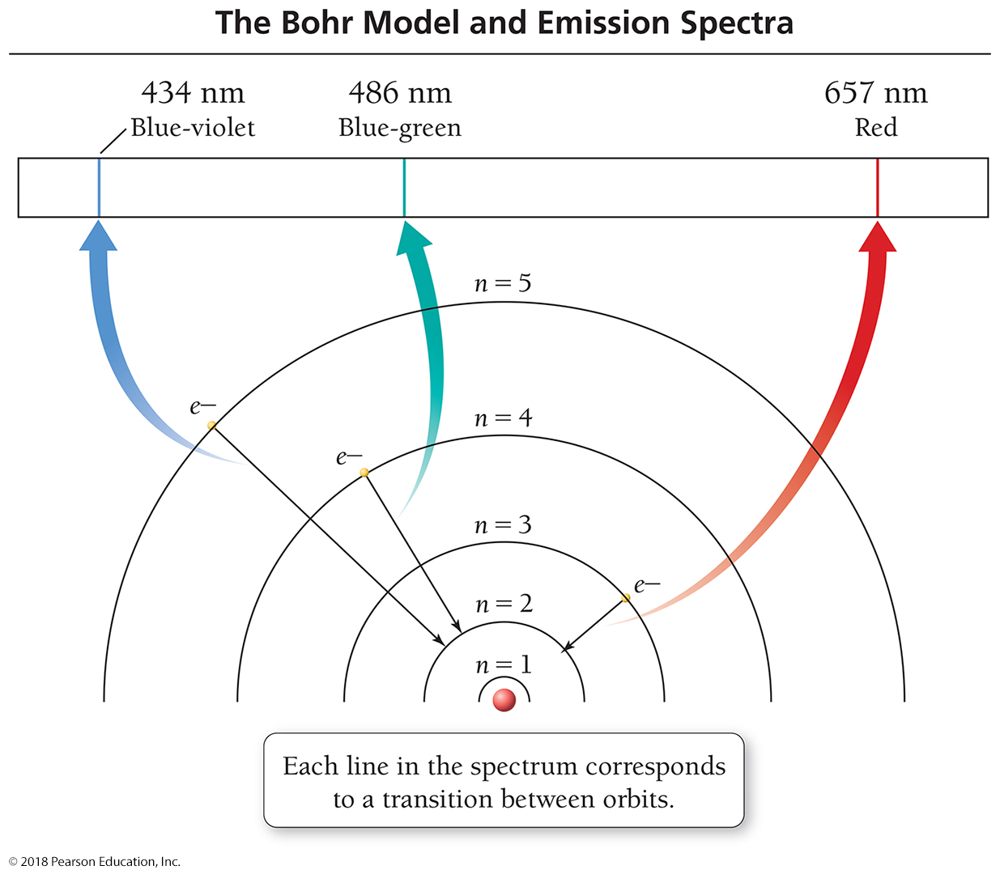 The Bohr Model and Emission Spectra
434 nm
Blue-violet
486 nm
Blue-green
657 nm
Red
n = 5
e–
n = 4
e–
n = 3
e–
n = 2
n = 1
Each line in the spectrum corresponds
to a transition between orbits.
© 2018 Pearson Education, Inc.